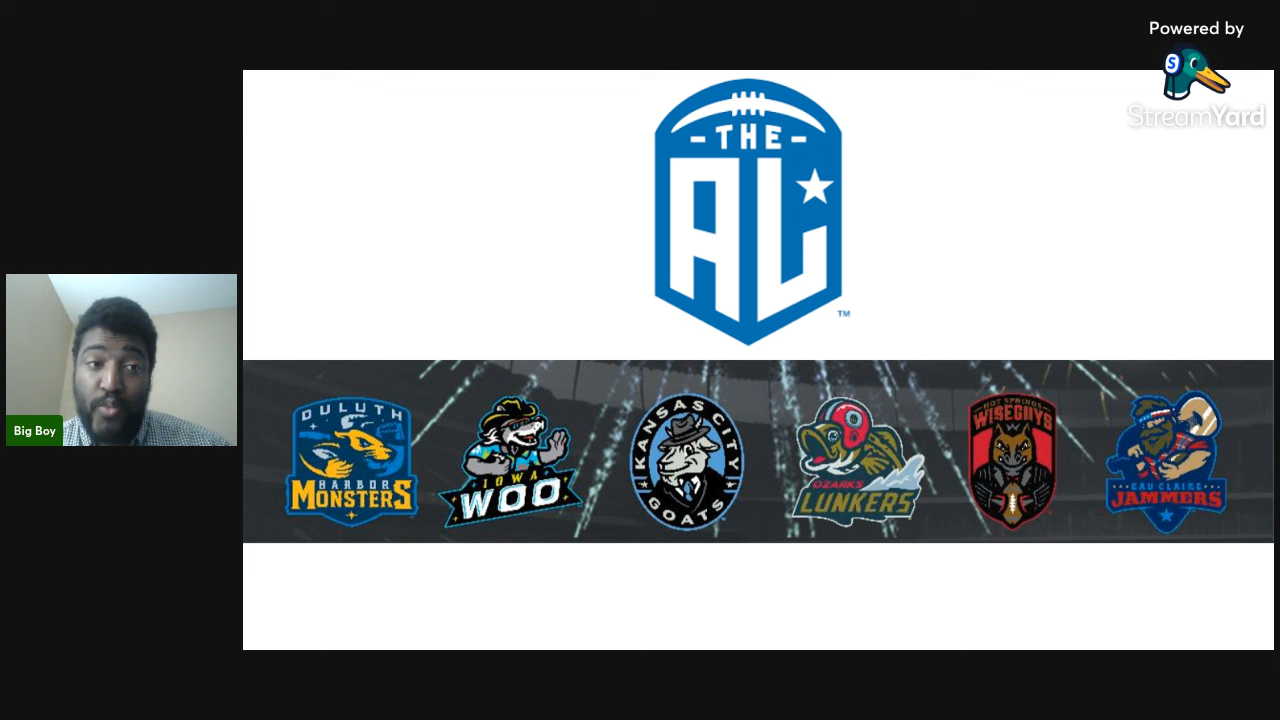 Powered by
S
StreamYard
- THE -
AL
TM
DULUTH
HARBOR
MONSTERS
IOWA
WOO
KANSAS CITY
GOATS
OZARKS
LUNKERS
HOT SPRINGS
WISEGUYS
W
EAU CLAIRE
JAMMERS
Big Boy